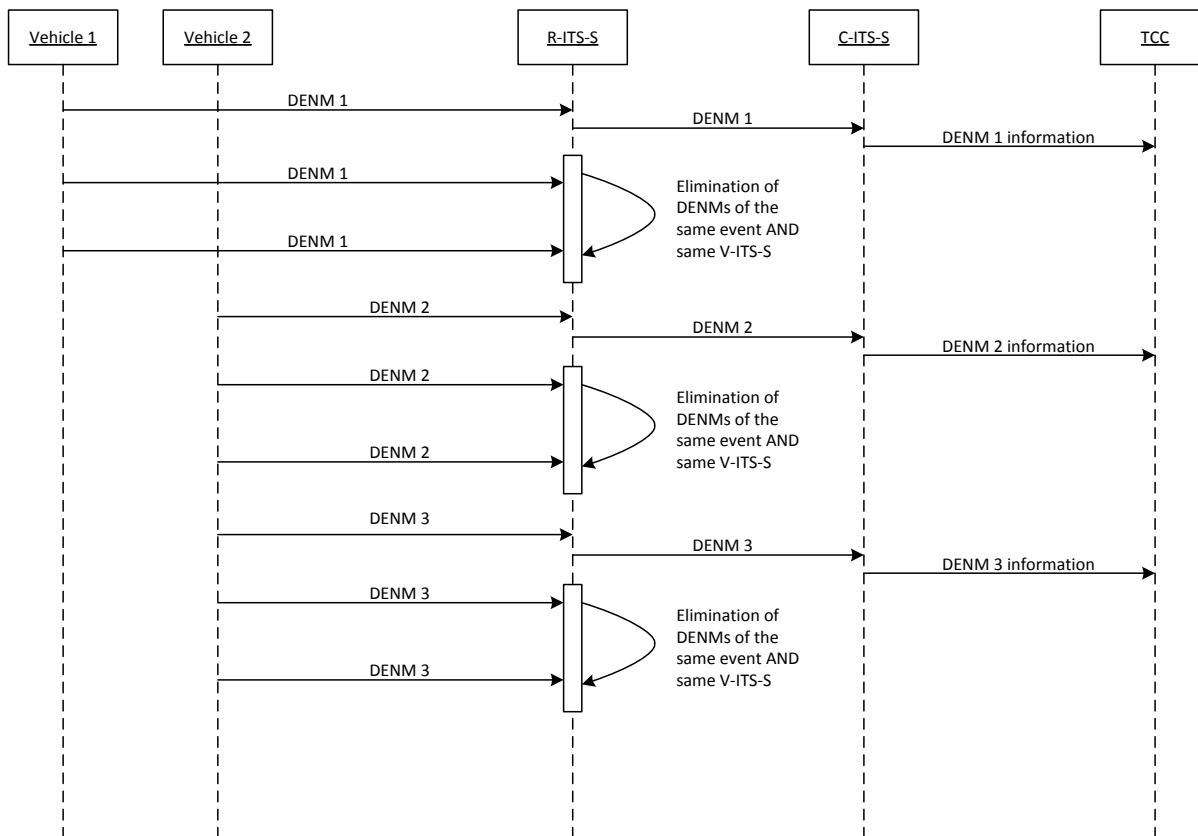 Vehicle 1
Vehicle 2
R-ITS-S
C-ITS-S
TCC
DENM 1
DENM 1
DENM 1 information
DENM 1
Elimination of
DENMs of the
same event AND
same V-ITS-S
DENM 1
DENM 2
DENM 2
DENM 2 information
DENM 2
Elimination of
DENMs of the
same event AND
same V-ITS-S
DENM 2
DENM 3
DENM 3
DENM 3 information
DENM 3
Elimination of
DENMs of the
same event AND
same V-ITS-S
DENM 3